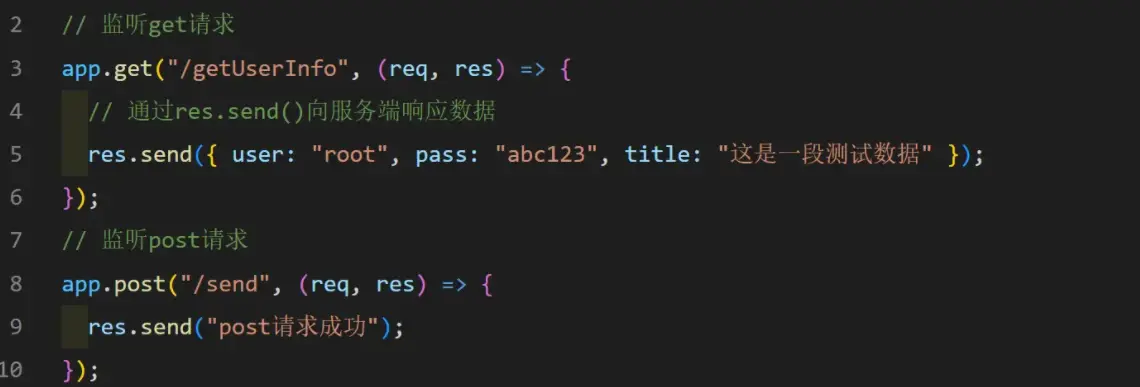 2 // 监听get请求
3 app.get("/getUserInfo", (req, res) => {
4 // 通过res.send()向服务端响应数据
5 res.send({ user: "root", pass: "abc123", title: "这是一段测试数据" });
6 });
7 // 监听post请求
8 app.post("/send", (req, res) => {
9 res.send("post请求成功");
10 });